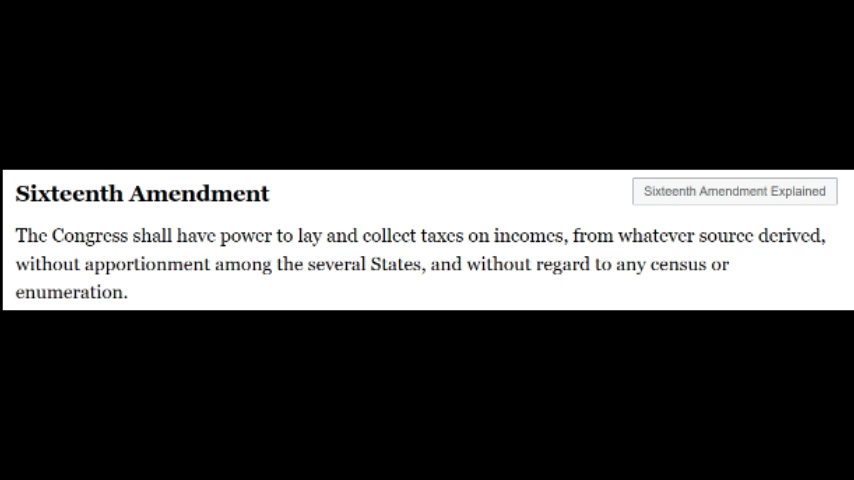 Sixteenth Amendment
Sixteenth Amendment Explained
The Congress shall have power to lay and collect taxes on incomes, from whatever source derived,
without apportionment among the several States, and without regard to any census or
enumeration.